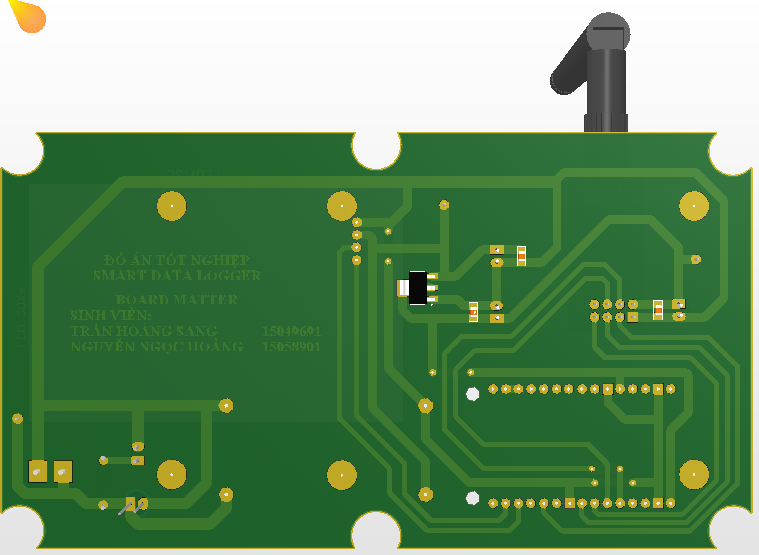 ĐỒ ÁN TỐT NGHIỆP
SMART DATA LOGGER
BOARD MATTER
SINH VIÊN:
TRẦN HOÀNG SANG 15049691
NGUYỄN NGỌC HOÀNG 15058901